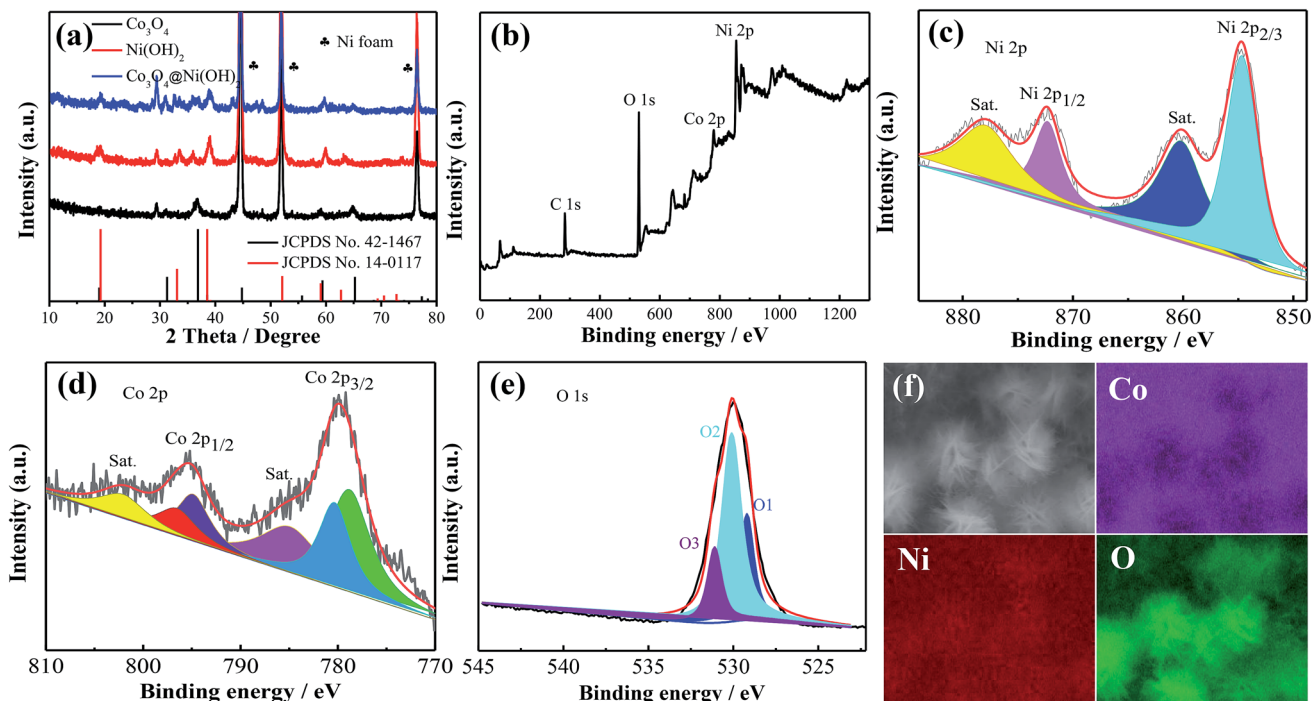 (a)
Co3O4
Ni(OH)2
Co3O4@Ni(OH)2
♣ Ni foam
♣ ♣ ♣
JCPDS No. 42-1467
JCPDS No. 14-0117
Intensity (a.u.)
10 20 30 40 50 60 70 80
2 Theta / Degree
(b)
Ni 2p
O 1s
Co 2p
C 1s
Intensity (a.u.)
0 200 400 600 800 1000 1200
Binding energy / eV
(c)
Ni 2p
Ni 2p2/3
Ni 2p1/2
Sat.
Sat.
Intensity (a.u.)
880 870 860 850
Binding energy / eV
(d)
Co 2p
Co 2p3/2
Co 2p1/2
Sat.
Sat.
Intensity (a.u.)
810 800 790 780 770
Binding energy / eV
(e)
O 1s
O2
O1
O3
Intensity (a.u.)
545 540 535 530 525
Binding energy / eV
(f)
Co
Ni
O